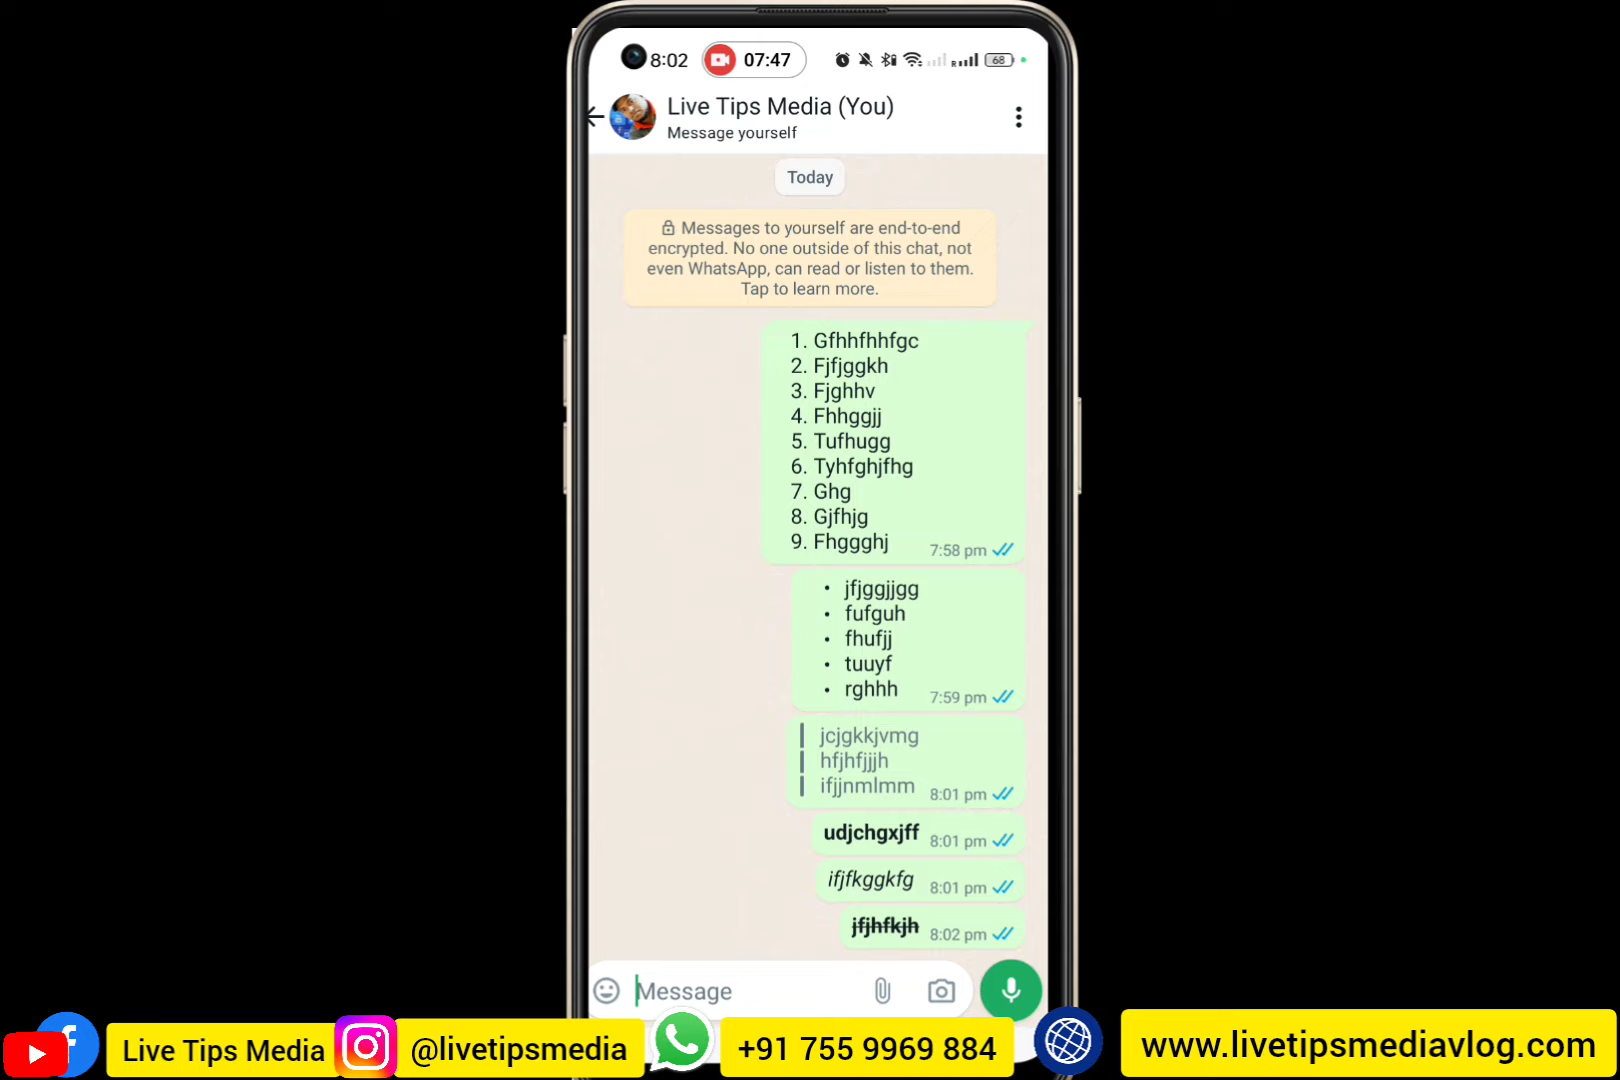 8:02 07:47 68
Live Tips Media (You)
Message yourself
Today
Messages to yourself are end-to-end
encrypted. No one outside of this chat, not
even WhatsApp, can read or listen to them.
Tap to learn more.
1. Gfhhfhhfgc
2. Fjfjggkh
3. Fjghhv
4. Fhhggjj
5. Tufhugg
6. Tyhfghjfhg
7. Ghg
8. Gjfhjg
9. Fhggghj 7:58 pm
• jfjggjjgg
• fufguh
• fhufjj
• tuuyf
• rghhh 7:59 pm
jcjgkkjvmg
hfjhfjjjh
ifjjnmlmm 8:01 pm
udjchgxjff 8:01 pm
ifjfkggkfg 8:01 pm
jfjhfkjh 8:02 pm
Message
Live Tips Media @livetipsmedia +91 755 9969 884 www.livetipsmediavlog.com